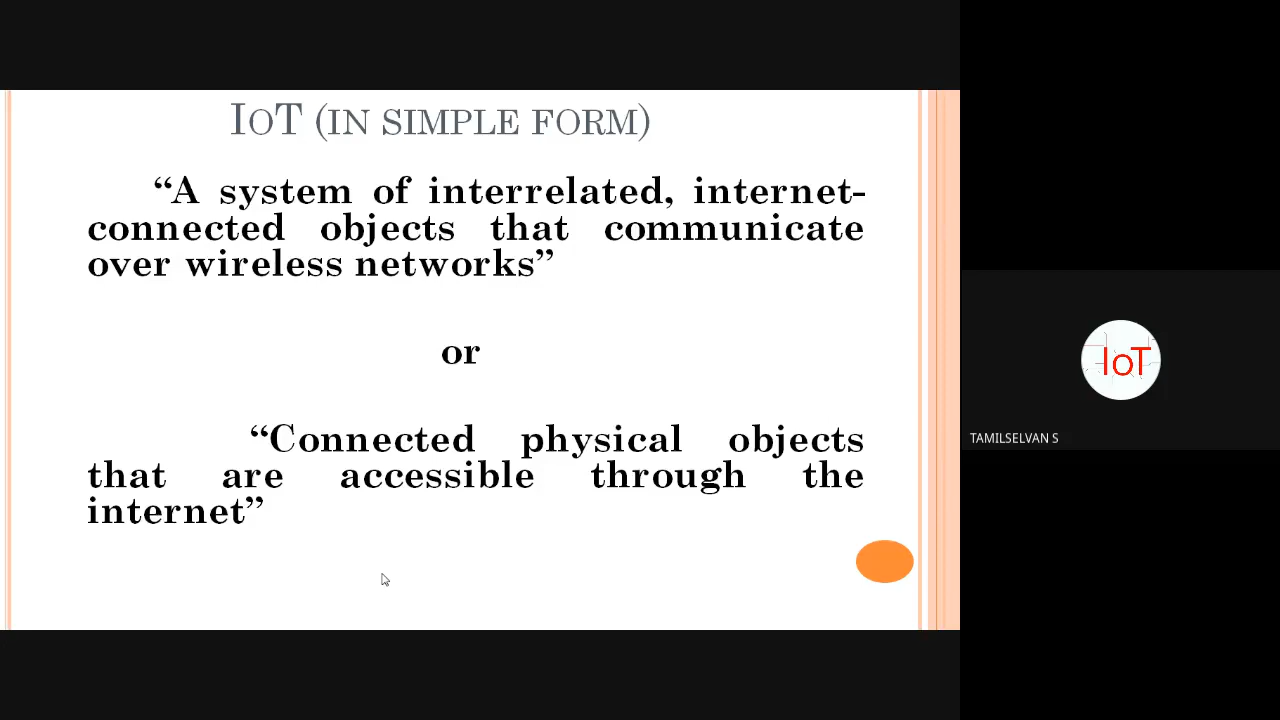 IoT (in simple form)
“A system of interrelated, internet-
connected objects that communicate
over wireless networks”
or
“Connected physical objects
that are accessible through the
internet”
IoT
TAMILSELVAN S